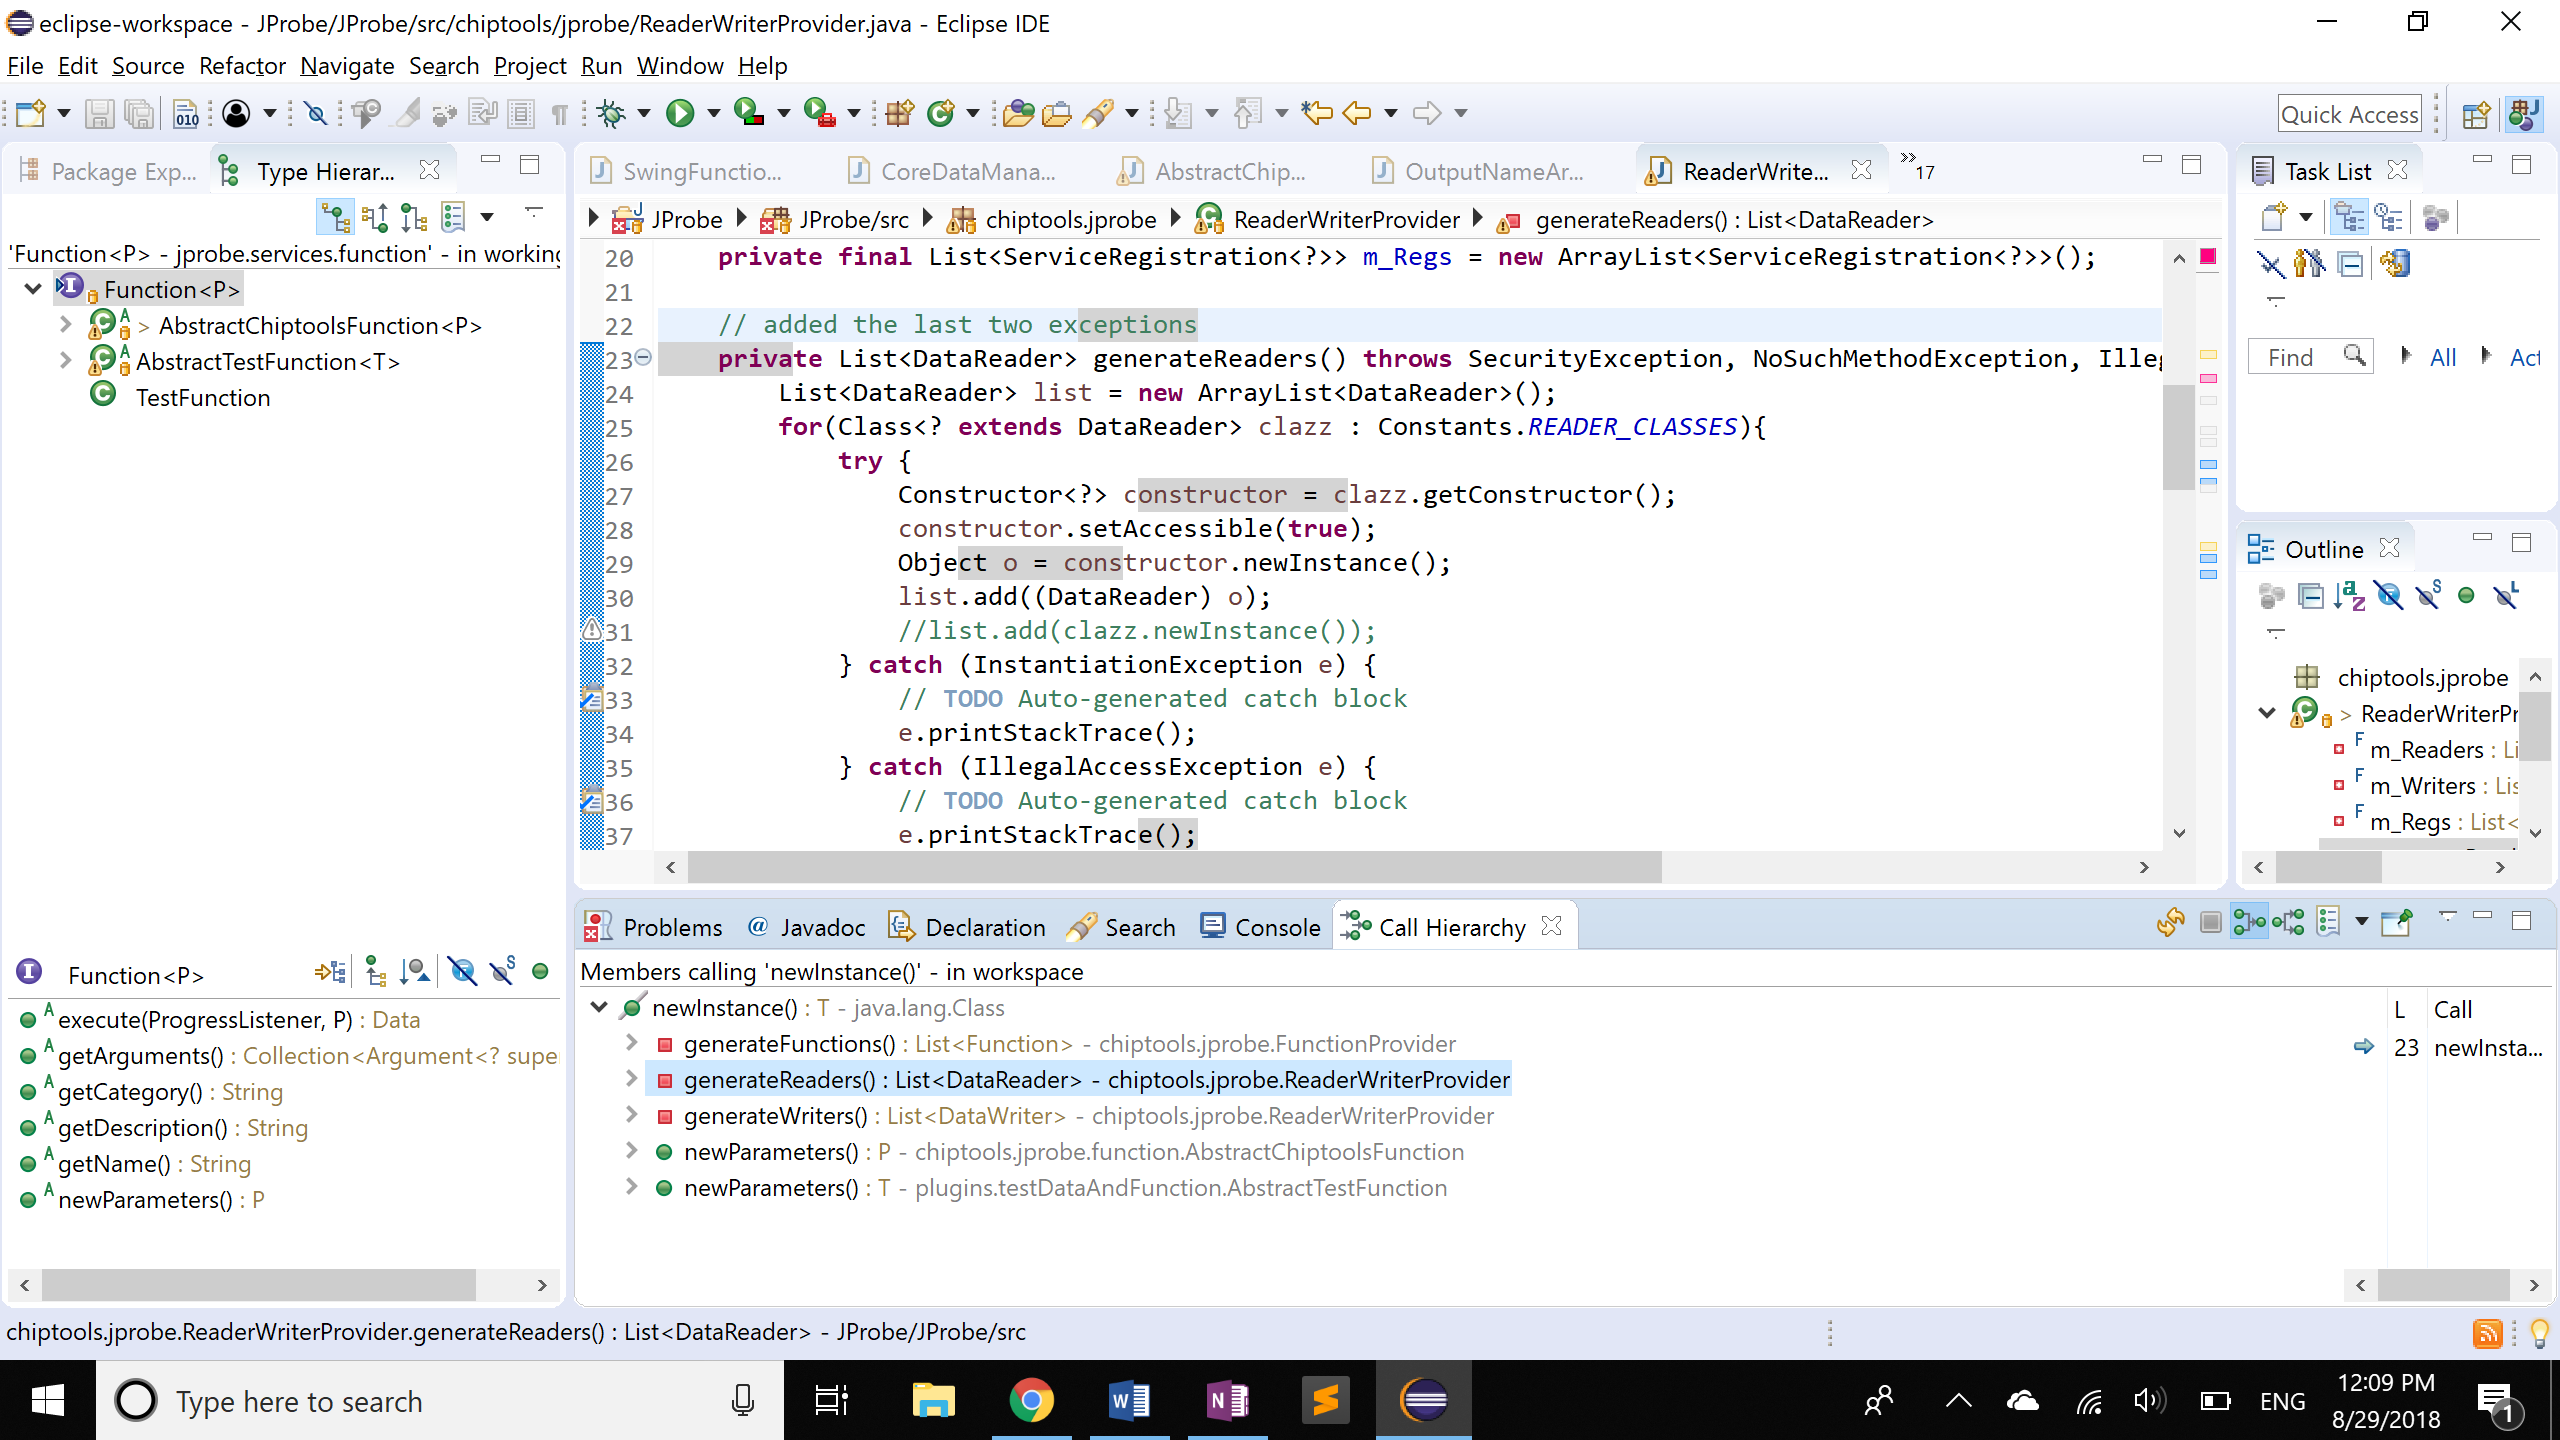 eclipse-workspace - JProbe/JProbe/src/chiptools/jprobe/ReaderWriterProvider.java - Eclipse IDE
File Edit Source Refactor Navigate Search Project Run Window Help
Quick Access
Package Exp...
Type Hierar...
'Function<P> - jprobe.services.function' - in working
Function<P>
> AbstractChiptoolsFunction<P>
AbstractTestFunction<T>
TestFunction
Function<P>
execute(ProgressListener, P) : Data
getArguments() : Collection<Argument<? supe
getCategory() : String
getDescription() : String
getName() : String
newParameters() : P
SwingFunctio...
CoreDataMana...
AbstractChip...
OutputNameAr...
ReaderWrite...
»17
JProbe
JProbe/src
chiptools.jprobe
ReaderWriterProvider
generateReaders() : List<DataReader>
20 private final List<ServiceRegistration<?>> m_Regs = new ArrayList<ServiceRegistration<?>>();
21
22 // added the last two exceptions
23 private List<DataReader> generateReaders() throws SecurityException, NoSuchMethodException, Illeg
24 List<DataReader> list = new ArrayList<DataReader>();
25 for(Class<? extends DataReader> clazz : Constants.READER_CLASSES){
26 try {
27 Constructor<?> constructor = clazz.getConstructor();
28 constructor.setAccessible(true);
29 Object o = constructor.newInstance();
30 list.add((DataReader) o);
31 //list.add(clazz.newInstance());
32 } catch (InstantiationException e) {
33 // TODO Auto-generated catch block
34 e.printStackTrace();
35 } catch (IllegalAccessException e) {
36 // TODO Auto-generated catch block
37 e.printStackTrace();
Problems
Javadoc
Declaration
Search
Console
Call Hierarchy
Members calling 'newInstance()' - in workspace
newInstance() : T - java.lang.Class
generateFunctions() : List<Function> - chiptools.jprobe.FunctionProvider
generateReaders() : List<DataReader> - chiptools.jprobe.ReaderWriterProvider
generateWriters() : List<DataWriter> - chiptools.jprobe.ReaderWriterProvider
newParameters() : P - chiptools.jprobe.function.AbstractChiptoolsFunction
newParameters() : T - plugins.testDataAndFunction.AbstractTestFunction
L Call
23 newInsta...
Task List
Find
All
Act
Outline
chiptools.jprobe
> ReaderWriterPr
m_Readers : Li
m_Writers : Lis
m_Regs : List<
chiptools.jprobe.ReaderWriterProvider.generateReaders() : List<DataReader> - JProbe/JProbe/src
Type here to search
ENG
12:09 PM
8/29/2018
1